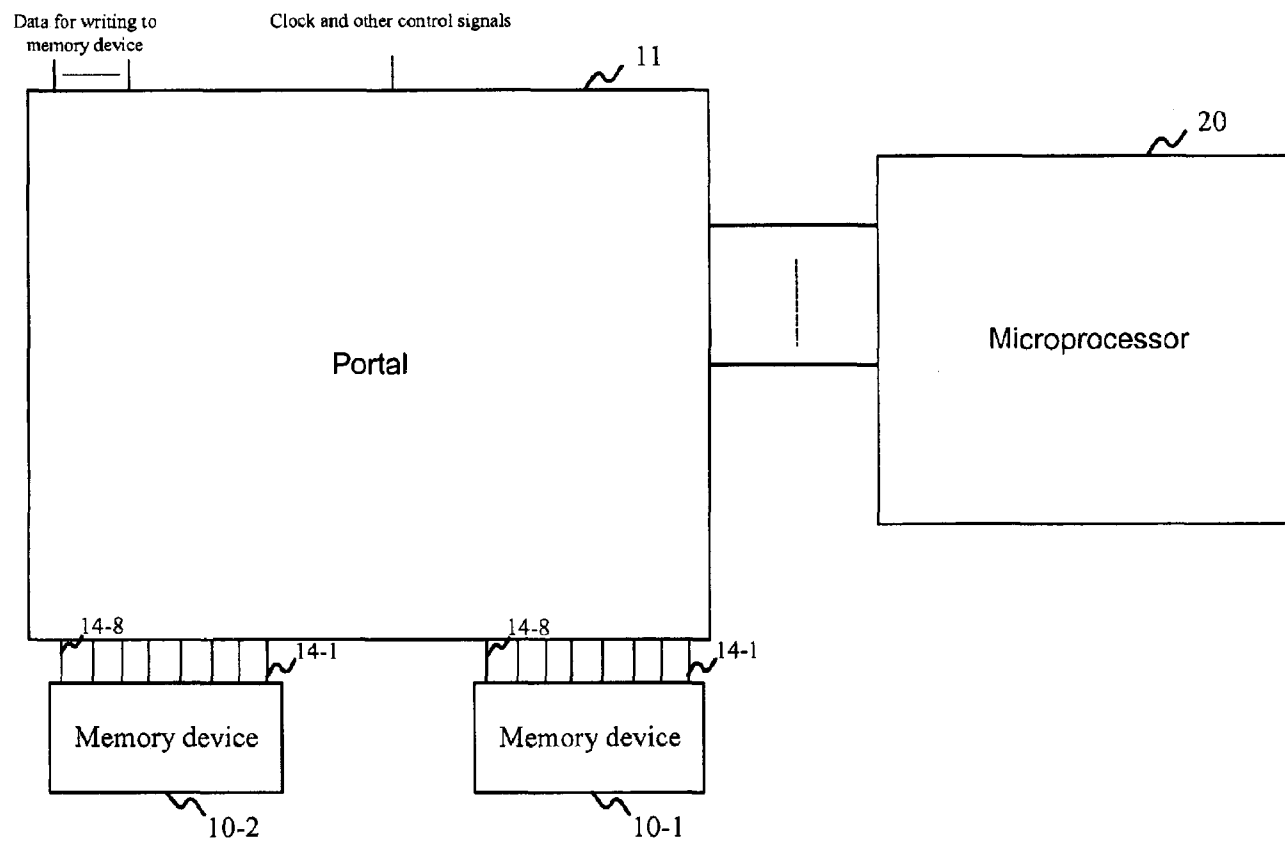 Data for writing to
memory device
Clock and other control signals
11
20
Portal
Microprocessor
14-8
14-1
14-8
14-1
Memory device
Memory device
10-2
10-1